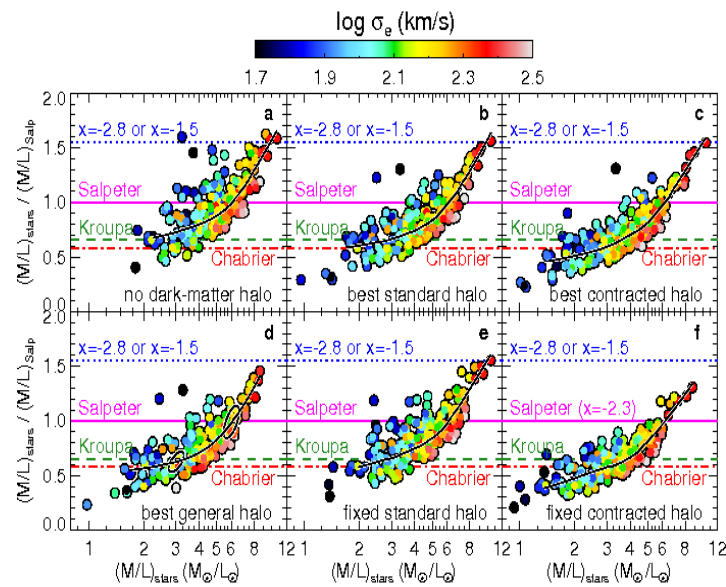 log σe (km/s)
1.7 1.9 2.1 2.3 2.5
2.0 a b c
x=-2.8 or x=-1.5 x=-2.8 or x=-1.5 x=-2.8 or x=-1.5
1.5
(M/L)stars / (M/L)Salp
Salpeter Salpeter Salpeter
1.0
Kroupa Kroupa Kroupa
0.5
Chabrier Chabrier Chabrier
no dark-matter halo best standard halo best contracted halo
0.0
d e f
x=-2.8 or x=-1.5 x=-2.8 or x=-1.5 x=-2.8 or x=-1.5
1.5
(M/L)stars / (M/L)Salp
Salpeter Salpeter Salpeter (x=-2.3)
1.0
Kroupa Kroupa Kroupa
0.5
Chabrier Chabrier Chabrier
best general halo fixed standard halo fixed contracted halo
0.0
1 2 3 4 5 6 8 12 1 2 3 4 5 6 8 12 1 2 3 4 5 6 8 12
(M/L)stars (M⊙/L⊙) (M/L)stars (M⊙/L⊙) (M/L)stars (M⊙/L⊙)